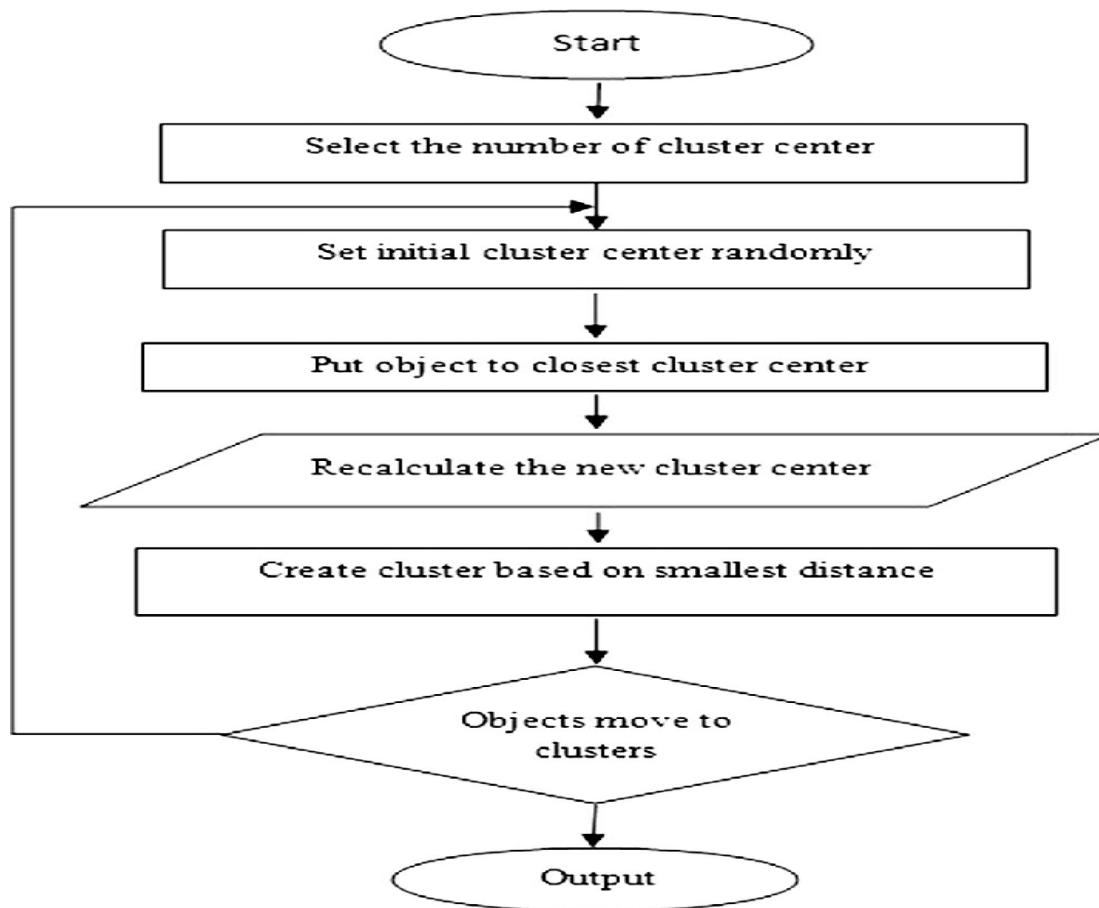 Start
Select the number of cluster center
Set initial cluster center randomly
Put object to closest cluster center
Recalculate the new cluster center
Create cluster based on smallest distance
Objects move to
clusters
Output